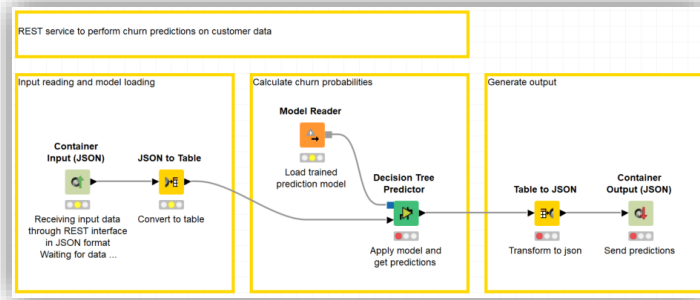 REST service to perform churn predictions on customer data
Input reading and model loading
Container
Input (JSON)
JSON to Table
Receiving input data
through REST interface
in JSON format
Waiting for data ...
Convert to table
Calculate churn probabilities
Model Reader
Load trained
prediction model
Decision Tree
Predictor
Apply model and
get predictions
Generate output
Table to JSON
Transform to json
Container
Output (JSON)
Send predictions